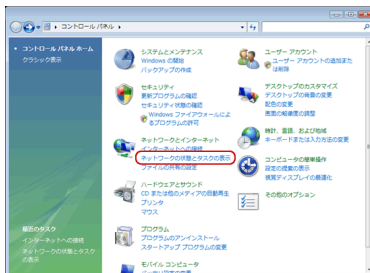 コントロール パネル
コントロール パネル ホーム
クラシック表示
システムとメンテナンス
Windows の開始
バックアップの作成
セキュリティ
更新プログラムの確認
セキュリティ状態の確認
Windows ファイアウォールによ
るプログラムの許可
ネットワークとインターネット
インターネットへの接続
ネットワークの状態とタスクの表示
ファイルの共有の設定
ハードウェアとサウンド
CD または他のメディアの自動再生
プリンタ
マウス
プログラム
プログラムのアンインストール
スタートアップ プログラムの変更
モバイル コンピュータ
ユーザー アカウント
ユーザー アカウントの追加また
は削除
デスクトップのカスタマイズ
デスクトップの背景の変更
配色の変更
画面の解像度の調整
時計、言語、および地域
キーボードまたは入力方法の変更
コンピュータの簡単操作
設定の提案の表示
視覚ディスプレイの最適化
その他のオプション
最近のタスク
インターネットへの接続
ネットワークの状態とタスク
の表示